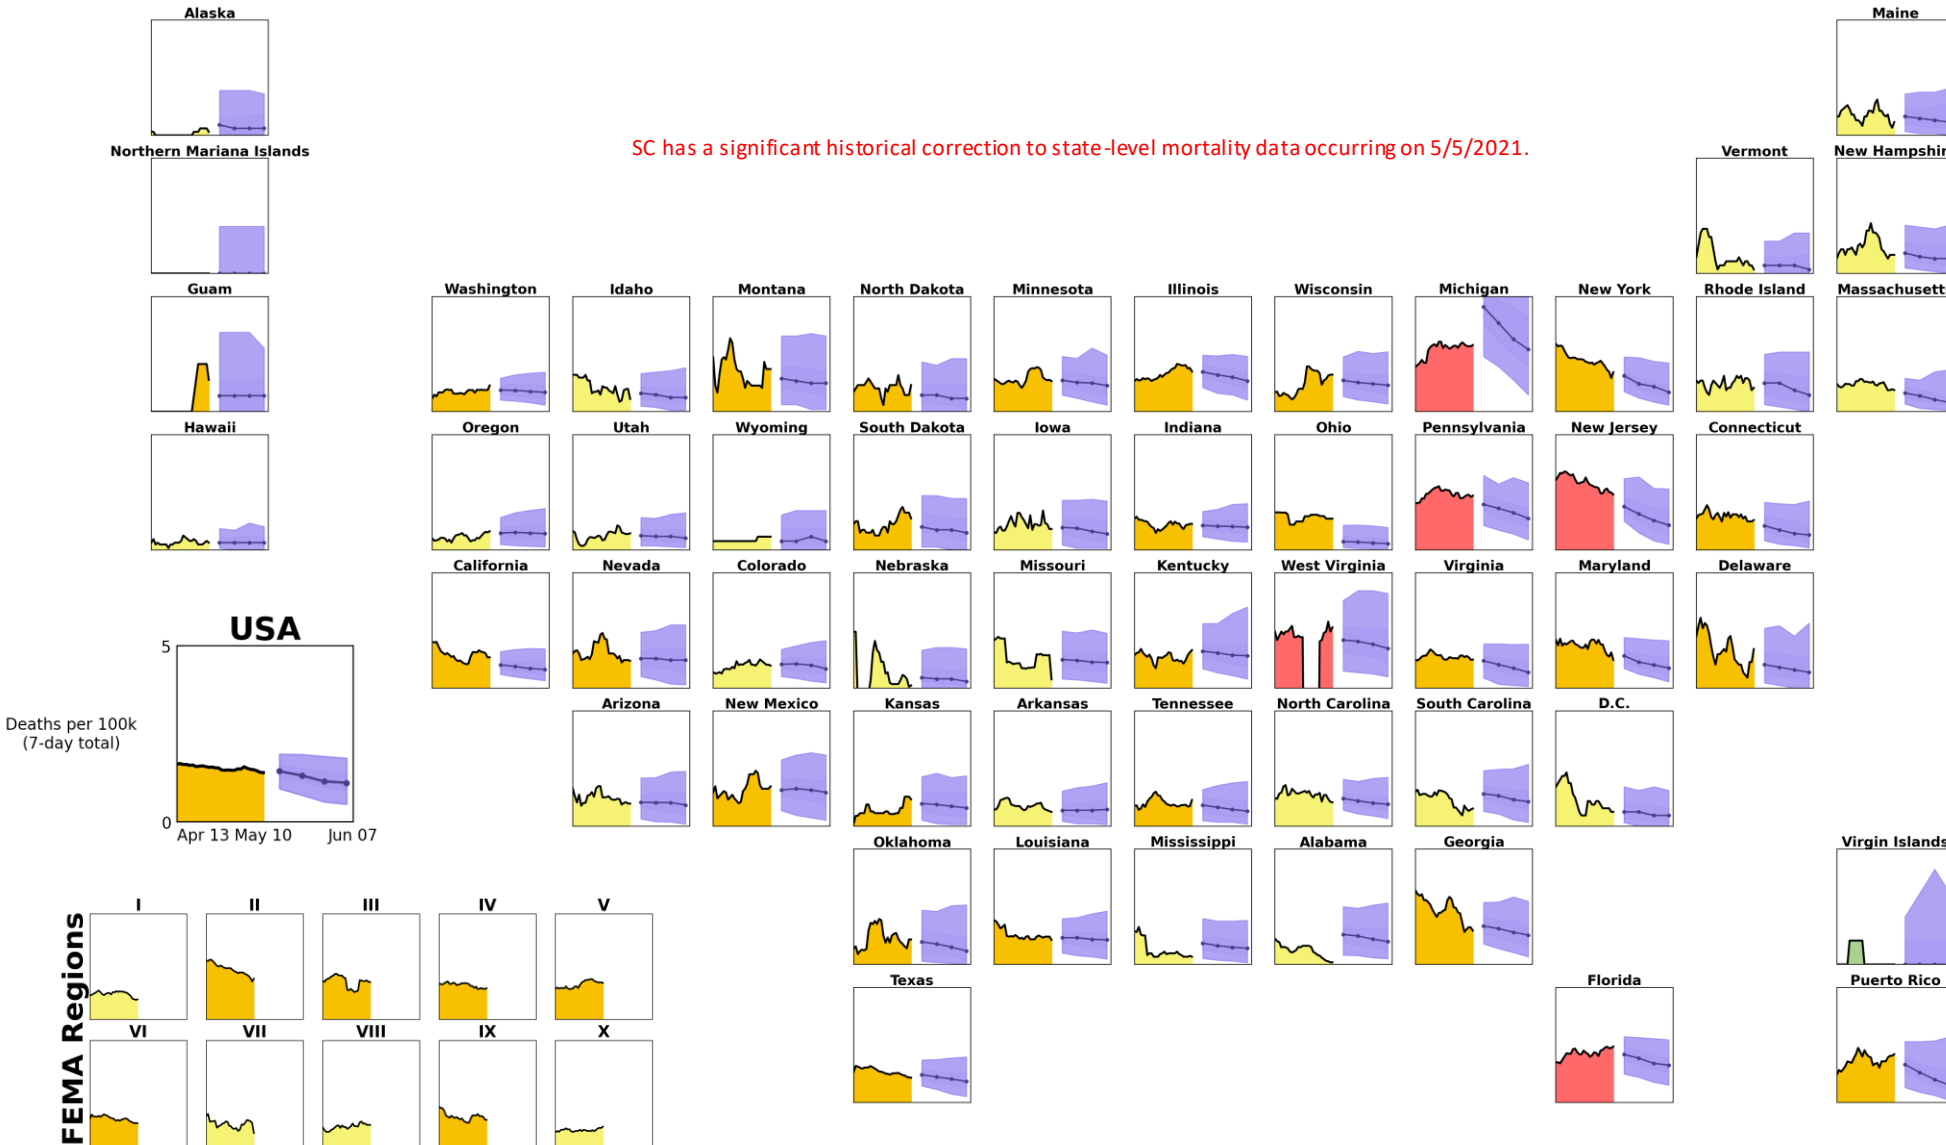 Alaska
Maine
SC has a significant historical correction to state-level mortality data occurring on 5/5/2021.
Northern Mariana Islands
Vermont
New Hampshir
Guam
Washington
Idaho
Montana
North Dakota
Minnesota
Illinois
Wisconsin
Michigan
New York
Rhode Island
Massachusett
Hawaii
Oregon
Utah
Wyoming
South Dakota
Iowa
Indiana
Ohio
Pennsylvania
New Jersey
Connecticut
California
Nevada
Colorado
Nebraska
Missouri
Kentucky
West Virginia
Virginia
Maryland
Delaware
USA
5
Deaths per 100k
(7-day total)
0
Apr 13 May 10 Jun 07
Arizona
New Mexico
Kansas
Arkansas
Tennessee
North Carolina
South Carolina
D.C.
Oklahoma
Louisiana
Mississippi
Alabama
Georgia
Virgin Islands
FEMA Regions
I
II
III
IV
V
Texas
Florida
Puerto Rico
VI
VII
VIII
IX
X